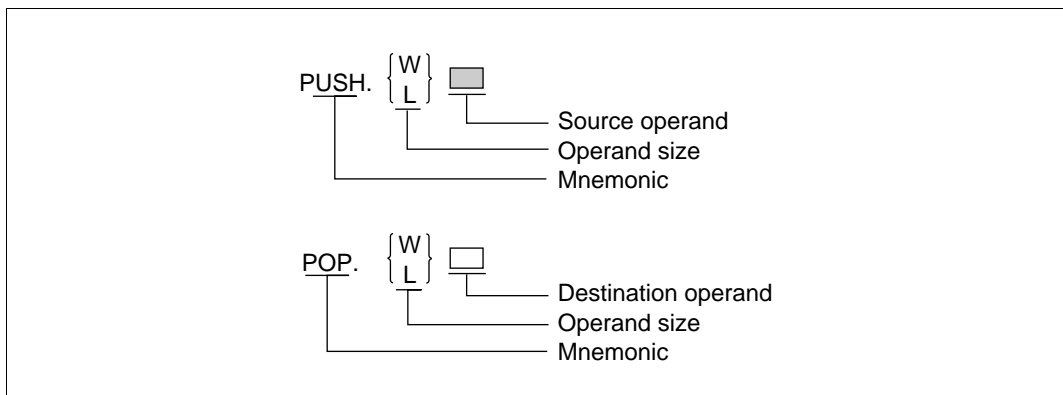 PUSH. {W
L}
Source operand
Operand size
Mnemonic
POP. {W
L}
Destination operand
Operand size
Mnemonic